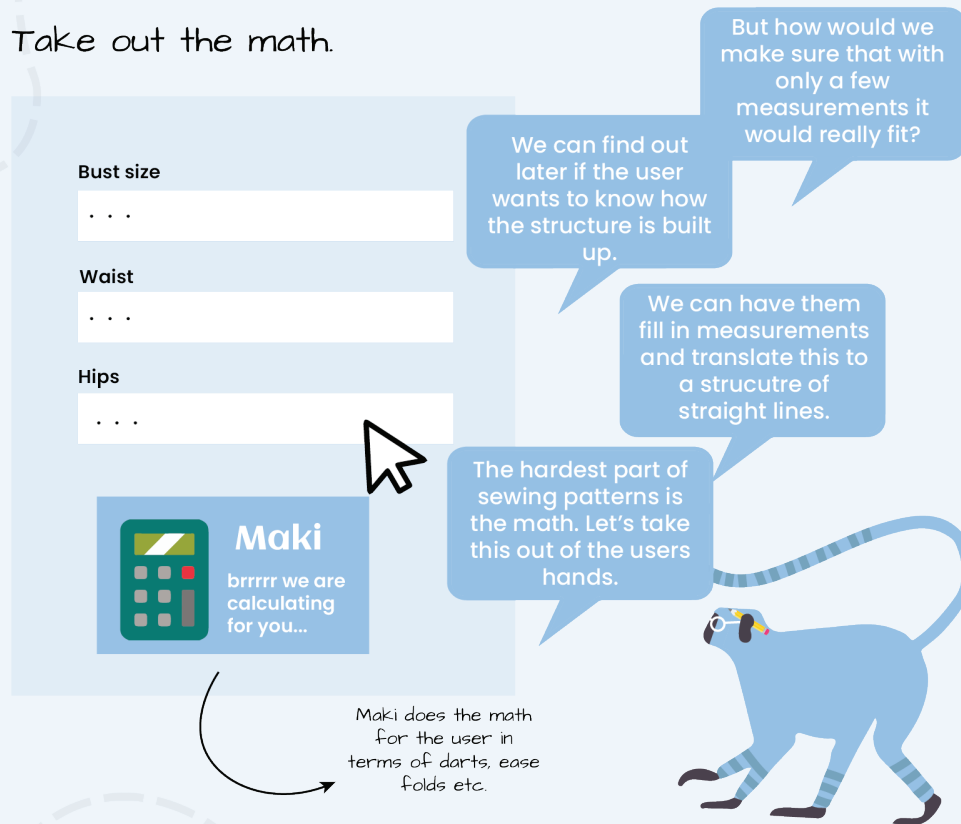 Take out the math.
But how would we
make sure that with
only a few
measurements it
would really fit?
We can find out
later if the user
wants to know how
the structure is built
up.
Bust size
. . .
Waist
. . .
Hips
. . .
We can have them
fill in measurements
and translate this to
a strucutre of
straight lines.
The hardest part of
sewing patterns is
the math. Let’s take
this out of the users
hands.
Maki
brrrrr we are
calculating
for you...
Maki does the math
for the user in
terms of darts, ease
folds etc.